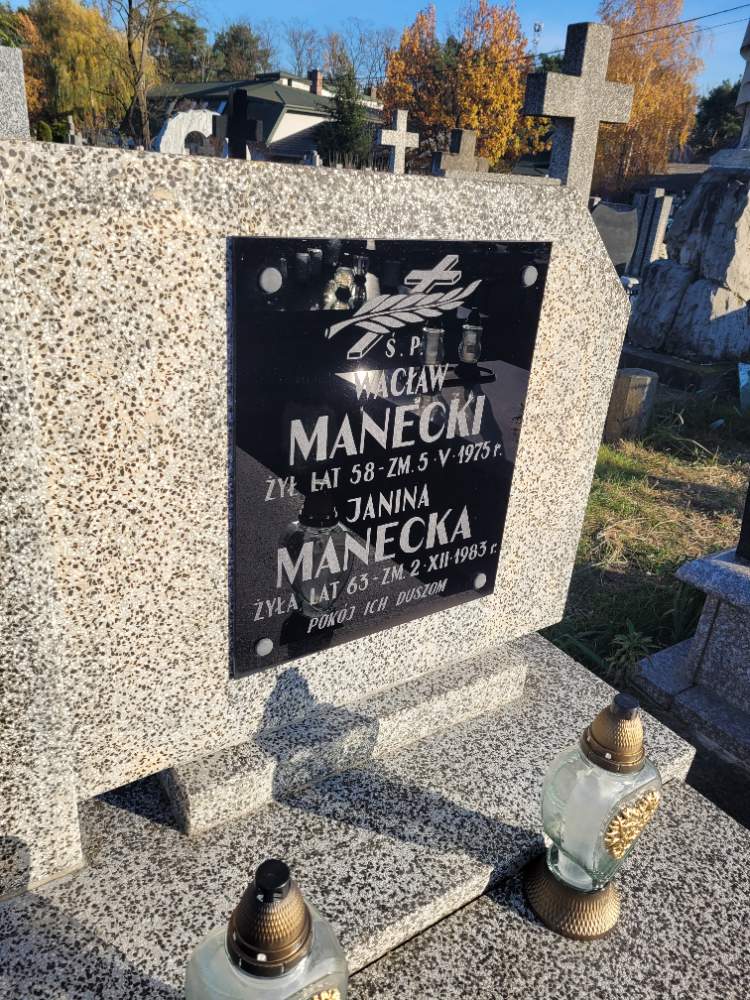 Ś. P.
WACŁAW
MANECKI
ŻYŁ LAT 58 - ZM. 5 · V · 1975 r.
JANINA
MANECKA
ŻYŁA LAT 63 - ZM. 2 · XII · 1983 r.
POKÓJ ICH DUSZOM